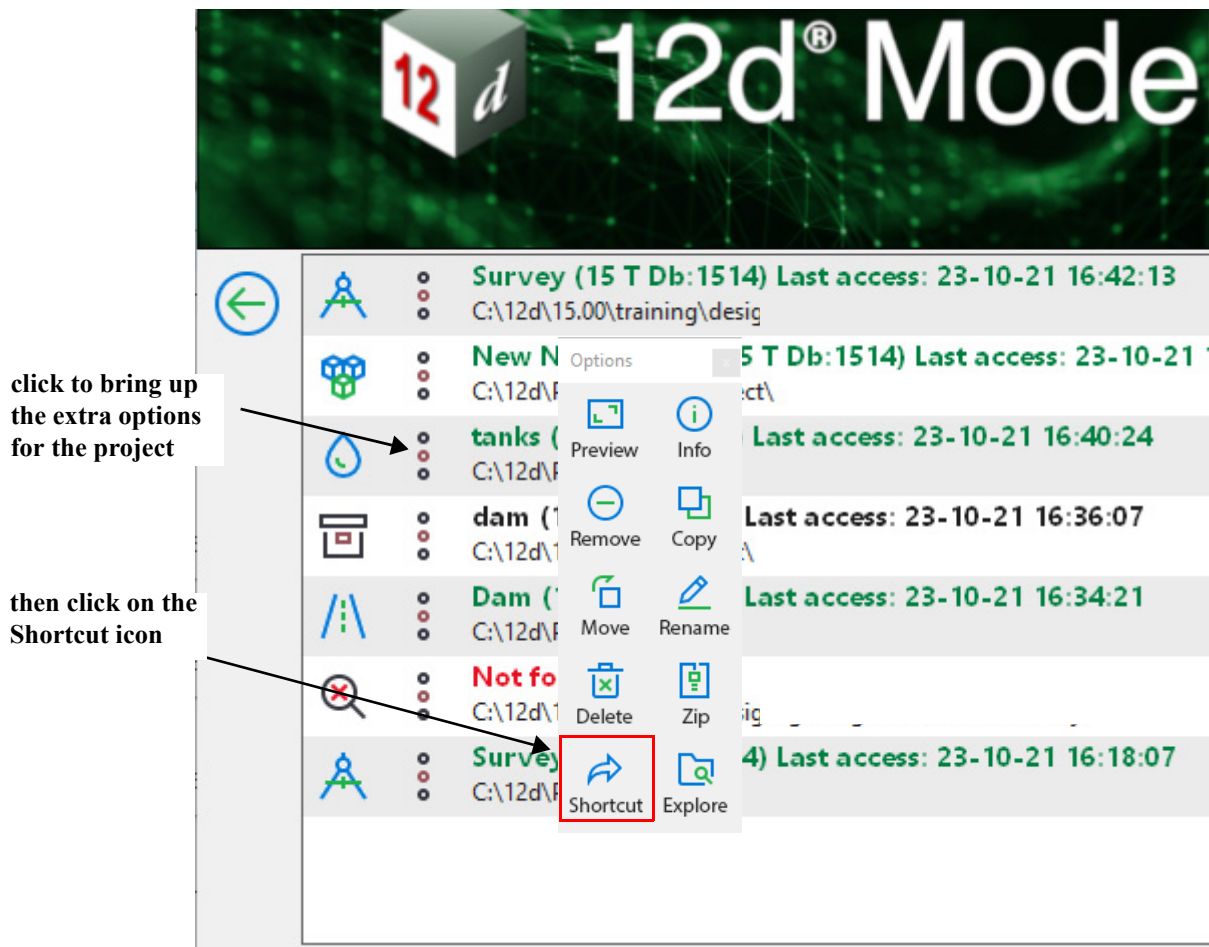 12 d 12d® Mode
Survey (15 T Db:1514) Last access: 23-10-21 16:42:13
C:\12d\15.00\training\desig
New N
5 T Db:1514) Last access: 23-10-21
C:\12d\
ect\
click to bring up
the extra options
for the project
tanks (
Last access: 23-10-21 16:40:24
C:\12d\
dam (
Last access: 23-10-21 16:36:07
C:\12d\
\
then click on the
Shortcut icon
Dam (
Last access: 23-10-21 16:34:21
C:\12d\
Not fo
C:\12d\
sig
Survey
4) Last access: 23-10-21 16:18:07
C:\12d\
Options x
Preview Info
Remove Copy
Move Rename
Delete Zip
Shortcut Explore